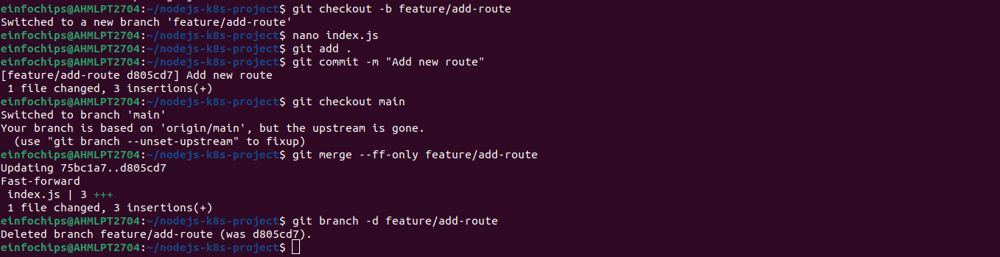 einfochips@AHMLPT2704:~/nodejs-k8s-project$ git checkout -b feature/add-route
Switched to a new branch 'feature/add-route'
einfochips@AHMLPT2704:~/nodejs-k8s-project$ nano index.js
einfochips@AHMLPT2704:~/nodejs-k8s-project$ git add .
einfochips@AHMLPT2704:~/nodejs-k8s-project$ git commit -m "Add new route"
[feature/add-route d805cd7] Add new route
 1 file changed, 3 insertions(+)
einfochips@AHMLPT2704:~/nodejs-k8s-project$ git checkout main
Switched to branch 'main'
Your branch is based on 'origin/main', but the upstream is gone.
  (use "git branch --unset-upstream" to fixup)
einfochips@AHMLPT2704:~/nodejs-k8s-project$ git merge --ff-only feature/add-route
Updating 75bc1a7..d805cd7
Fast-forward
 index.js | 3 +++
 1 file changed, 3 insertions(+)
einfochips@AHMLPT2704:~/nodejs-k8s-project$ git branch -d feature/add-route
Deleted branch feature/add-route (was d805cd7).
einfochips@AHMLPT2704:~/nodejs-k8s-project$